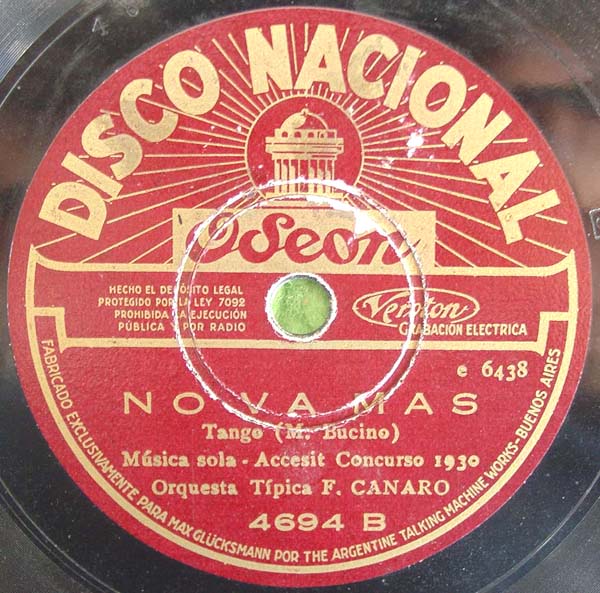 DISCO NACIONAL
Odeon
HECHO EL DEPÓSITO LEGAL
PROTEGIDO POR LA LEY 7092
PROHIBIDA LA EJECUCIÓN
PÚBLICA Y POR RADIO
Veroton
GRABACIÓN ELECTRICA
e 6438
NO VA MAS
Tango (M. Bucino)
Música sola - Accesit Concurso 1930
Orquesta Típica F. CANARO
4694 B
FABRICADO EXCLUSIVAMENTE PARA MAX GLÜCKSMANN POR THE ARGENTINE TALKING MACHINE WORKS-BUENOS AIRES